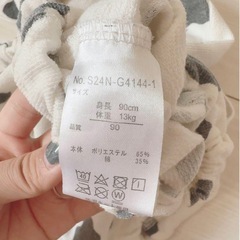 No. S24N-G4144-1
サイズ
身長 90cm
体重 13kg
品質 90
本体 ポリエステル 65%
綿 35%